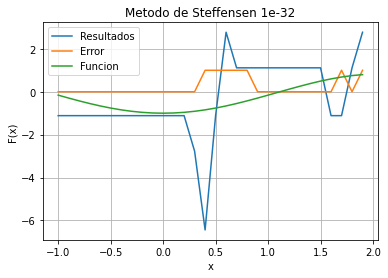 Metodo de Steffensen 1e-32
Resultados
Error
Funcion
F(x)
2
0
−2
−4
−6
−1.0
−0.5
0.0
0.5
1.0
1.5
2.0
x